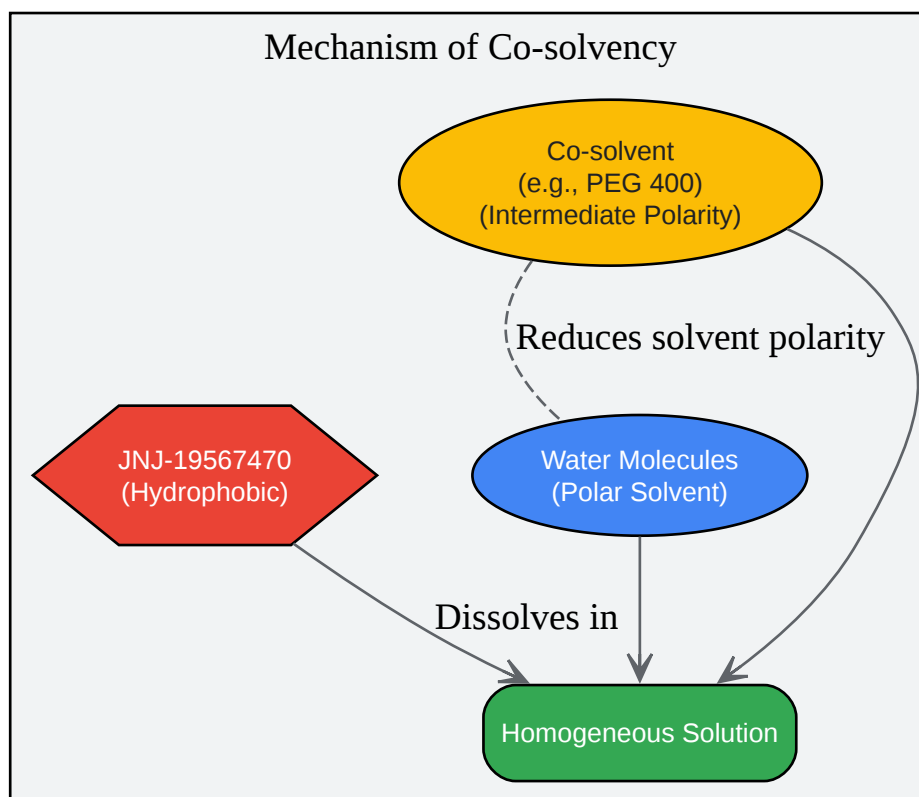 Mechanism of Co-solvency
Co-solvent
(e.g., PEG 400)
(Intermediate Polarity)
Reduces solvent polarity
JNJ-19567470
(Hydrophobic)
Water Molecules
(Polar Solvent)
Dissolves in
Homogeneous Solution